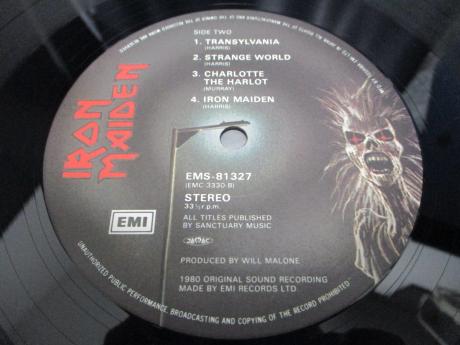 SIDE TWO
1. TRANSYLVANIA
(HARRIS)
2. STRANGE WORLD
(HARRIS)
3. CHARLOTTE
THE HARLOT
(MURRAY)
4. IRON MAIDEN
(HARRIS)
IRON
MAIDEN
EMS-81327
(EMC 3330-B)
STEREO
33⅓ r.p.m.
EMI
ALL TITLES PUBLISHED
BY SANCTUARY MUSIC
JASRAC
PRODUCED BY WILL MALONE
1980 ORIGINAL SOUND RECORDING
MADE BY EMI RECORDS LTD
UNAUTHORIZED PUBLIC PERFORMANCE, BROADCASTING AND COPYING OF THE RECORD PROHIBITED